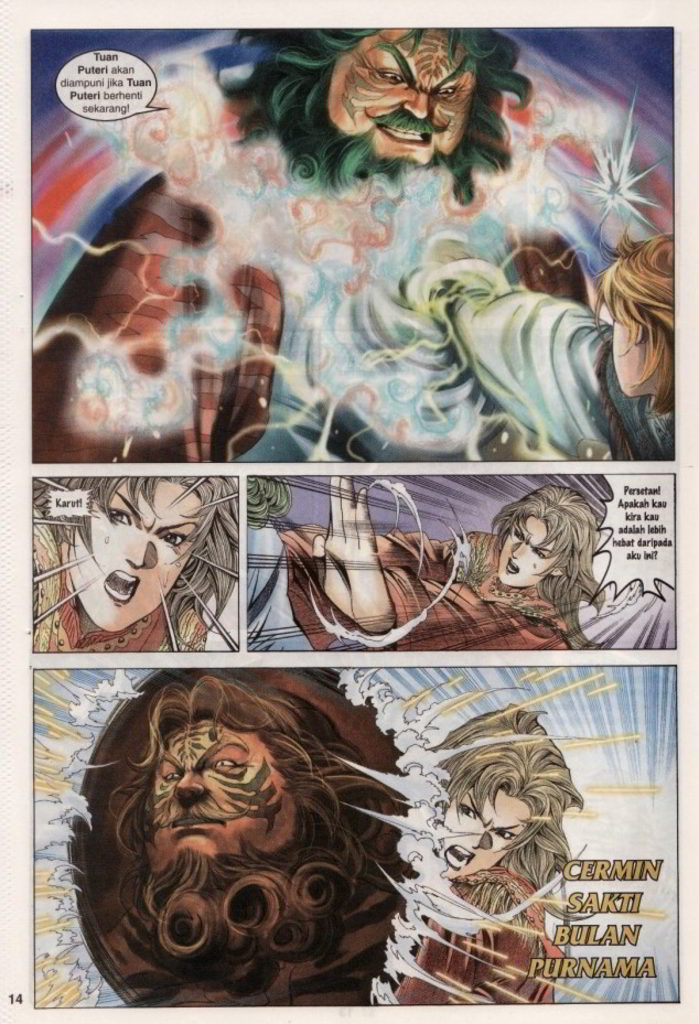 Tuan
Puteri akan
diampuni jika Tuan
Puteri berhenti
sekarang!
Karut!
Persetan!
Apakah kau
kira kau
adalah lebih
hebat daripada
aku ini?
CERMIN
SAKTI
BULAN
PURNAMA
14